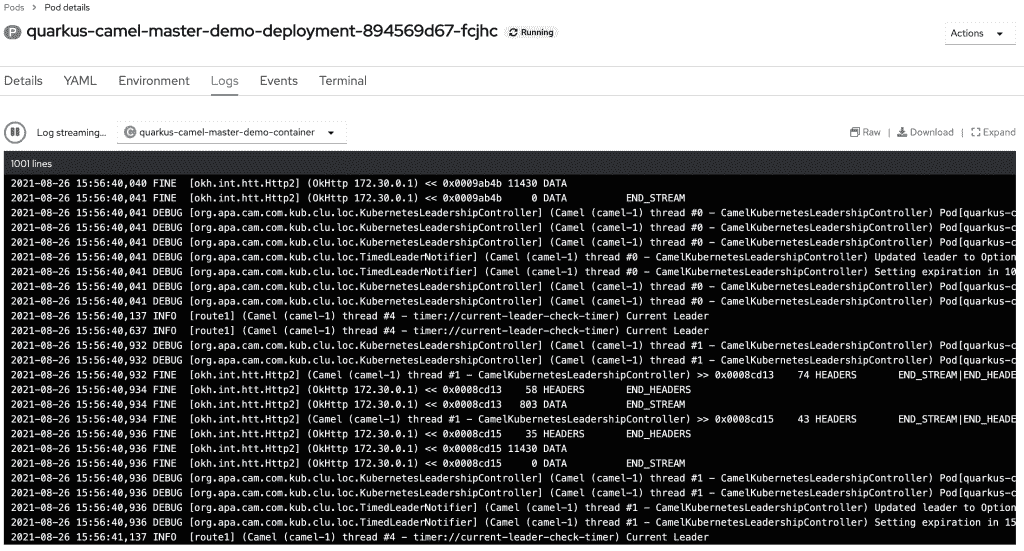 Pods > Pod details
P quarkus-camel-master-demo-deployment-894569d67-fcjhc Running
Actions
Details YAML Environment Logs Events Terminal
Log streaming... C quarkus-camel-master-demo-container Raw | Download | Expand
1001 lines
2021-08-26 15:56:40,040 FINE [okh.int.htt.Http2] (OkHttp 172.30.0.1) << 0x0009ab4b 11430 DATA
2021-08-26 15:56:40,041 FINE [okh.int.htt.Http2] (OkHttp 172.30.0.1) << 0x0009ab4b 0 DATA END_STREAM
2021-08-26 15:56:40,041 DEBUG [org.apa.cam.com.kub.clu.loc.KubernetesLeadershipController] (Camel (camel-1) thread #0 - CamelKubernetesLeadershipController) Pod[quarkus-c
2021-08-26 15:56:40,041 DEBUG [org.apa.cam.com.kub.clu.loc.KubernetesLeadershipController] (Camel (camel-1) thread #0 - CamelKubernetesLeadershipController) Pod[quarkus-c
2021-08-26 15:56:40,041 DEBUG [org.apa.cam.com.kub.clu.loc.KubernetesLeadershipController] (Camel (camel-1) thread #0 - CamelKubernetesLeadershipController) Pod[quarkus-c
2021-08-26 15:56:40,041 DEBUG [org.apa.cam.com.kub.clu.loc.TimedLeaderNotifier] (Camel (camel-1) thread #0 - CamelKubernetesLeadershipController) Updated leader to Option
2021-08-26 15:56:40,041 DEBUG [org.apa.cam.com.kub.clu.loc.TimedLeaderNotifier] (Camel (camel-1) thread #0 - CamelKubernetesLeadershipController) Setting expiration in 10
2021-08-26 15:56:40,041 DEBUG [org.apa.cam.com.kub.clu.loc.KubernetesLeadershipController] (Camel (camel-1) thread #0 - CamelKubernetesLeadershipController) Pod[quarkus-c
2021-08-26 15:56:40,041 DEBUG [org.apa.cam.com.kub.clu.loc.KubernetesLeadershipController] (Camel (camel-1) thread #0 - CamelKubernetesLeadershipController) Pod[quarkus-c
2021-08-26 15:56:40,137 INFO [route1] (Camel (camel-1) thread #4 - timer://current-leader-check-timer) Current Leader
2021-08-26 15:56:40,637 INFO [route1] (Camel (camel-1) thread #4 - timer://current-leader-check-timer) Current Leader
2021-08-26 15:56:40,932 DEBUG [org.apa.cam.com.kub.clu.loc.KubernetesLeadershipController] (Camel (camel-1) thread #1 - CamelKubernetesLeadershipController) Pod[quarkus-c
2021-08-26 15:56:40,932 DEBUG [org.apa.cam.com.kub.clu.loc.KubernetesLeadershipController] (Camel (camel-1) thread #1 - CamelKubernetesLeadershipController) Pod[quarkus-c
2021-08-26 15:56:40,932 FINE [okh.int.htt.Http2] (Camel (camel-1) thread #1 - CamelKubernetesLeadershipController) >> 0x0008cd13 74 HEADERS END_STREAM|END_HEADE
2021-08-26 15:56:40,934 FINE [okh.int.htt.Http2] (OkHttp 172.30.0.1) << 0x0008cd13 58 HEADERS END_HEADERS
2021-08-26 15:56:40,934 FINE [okh.int.htt.Http2] (OkHttp 172.30.0.1) << 0x0008cd13 803 DATA END_STREAM
2021-08-26 15:56:40,934 FINE [okh.int.htt.Http2] (Camel (camel-1) thread #1 - CamelKubernetesLeadershipController) >> 0x0008cd15 43 HEADERS END_STREAM|END_HEADE
2021-08-26 15:56:40,936 FINE [okh.int.htt.Http2] (OkHttp 172.30.0.1) << 0x0008cd15 35 HEADERS END_HEADERS
2021-08-26 15:56:40,936 FINE [okh.int.htt.Http2] (OkHttp 172.30.0.1) << 0x0008cd15 11430 DATA
2021-08-26 15:56:40,936 FINE [okh.int.htt.Http2] (OkHttp 172.30.0.1) << 0x0008cd15 0 DATA END_STREAM
2021-08-26 15:56:40,936 DEBUG [org.apa.cam.com.kub.clu.loc.KubernetesLeadershipController] (Camel (camel-1) thread #1 - CamelKubernetesLeadershipController) Pod[quarkus-c
2021-08-26 15:56:40,936 DEBUG [org.apa.cam.com.kub.clu.loc.KubernetesLeadershipController] (Camel (camel-1) thread #1 - CamelKubernetesLeadershipController) Pod[quarkus-c
2021-08-26 15:56:40,936 DEBUG [org.apa.cam.com.kub.clu.loc.TimedLeaderNotifier] (Camel (camel-1) thread #1 - CamelKubernetesLeadershipController) Updated leader to Option
2021-08-26 15:56:40,936 DEBUG [org.apa.cam.com.kub.clu.loc.TimedLeaderNotifier] (Camel (camel-1) thread #1 - CamelKubernetesLeadershipController) Setting expiration in 15
2021-08-26 15:56:41,137 INFO [route1] (Camel (camel-1) thread #4 - timer://current-leader-check-timer) Current Leader